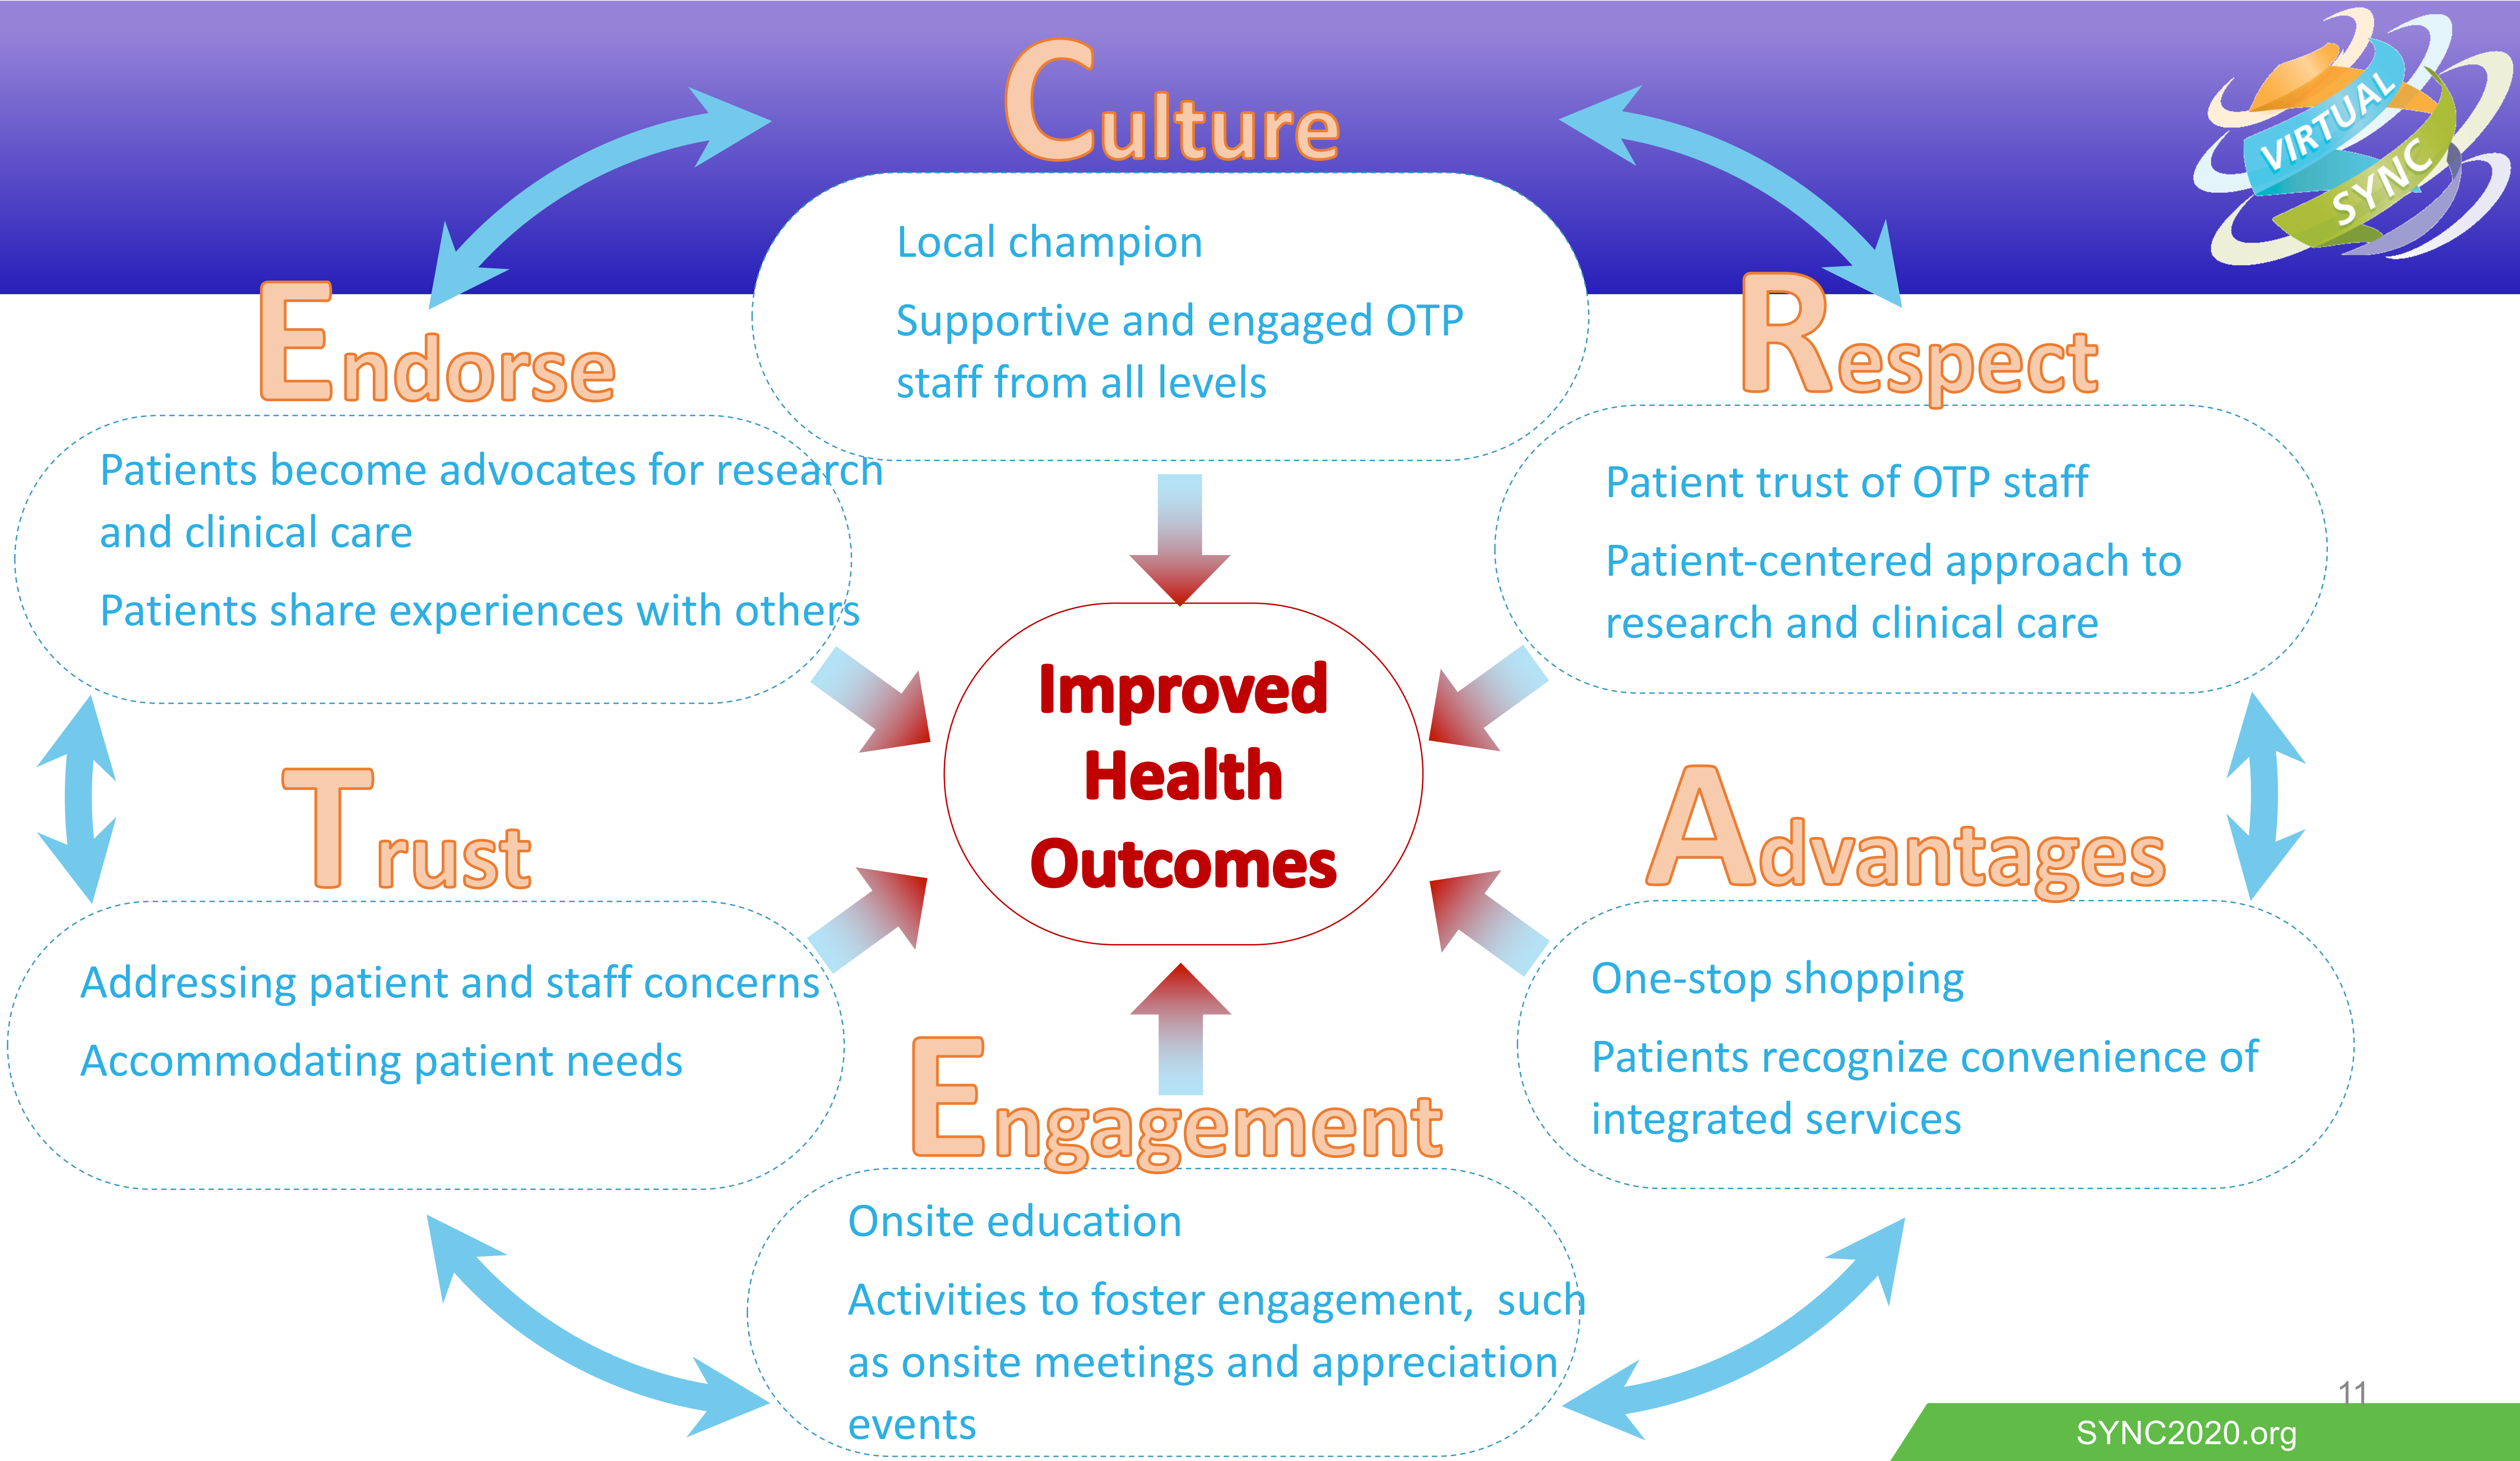 Culture
Local champion
Supportive and engaged OTP
staff from all levels
VIRTUAL
SYNC
Respect
Patient trust of OTP staff
Patient-centered approach to
research and clinical care
Advantages
One-stop shopping
Patients recognize convenience of
integrated services
Engagement
Onsite education
Activities to foster engagement,  such
as onsite meetings and appreciation
events
Trust
Addressing patient and staff concerns
Accommodating patient needs
Endorse
Patients become advocates for research
and clinical care
Patients share experiences with others
Improved
Health
Outcomes
11
SYNC2020.org